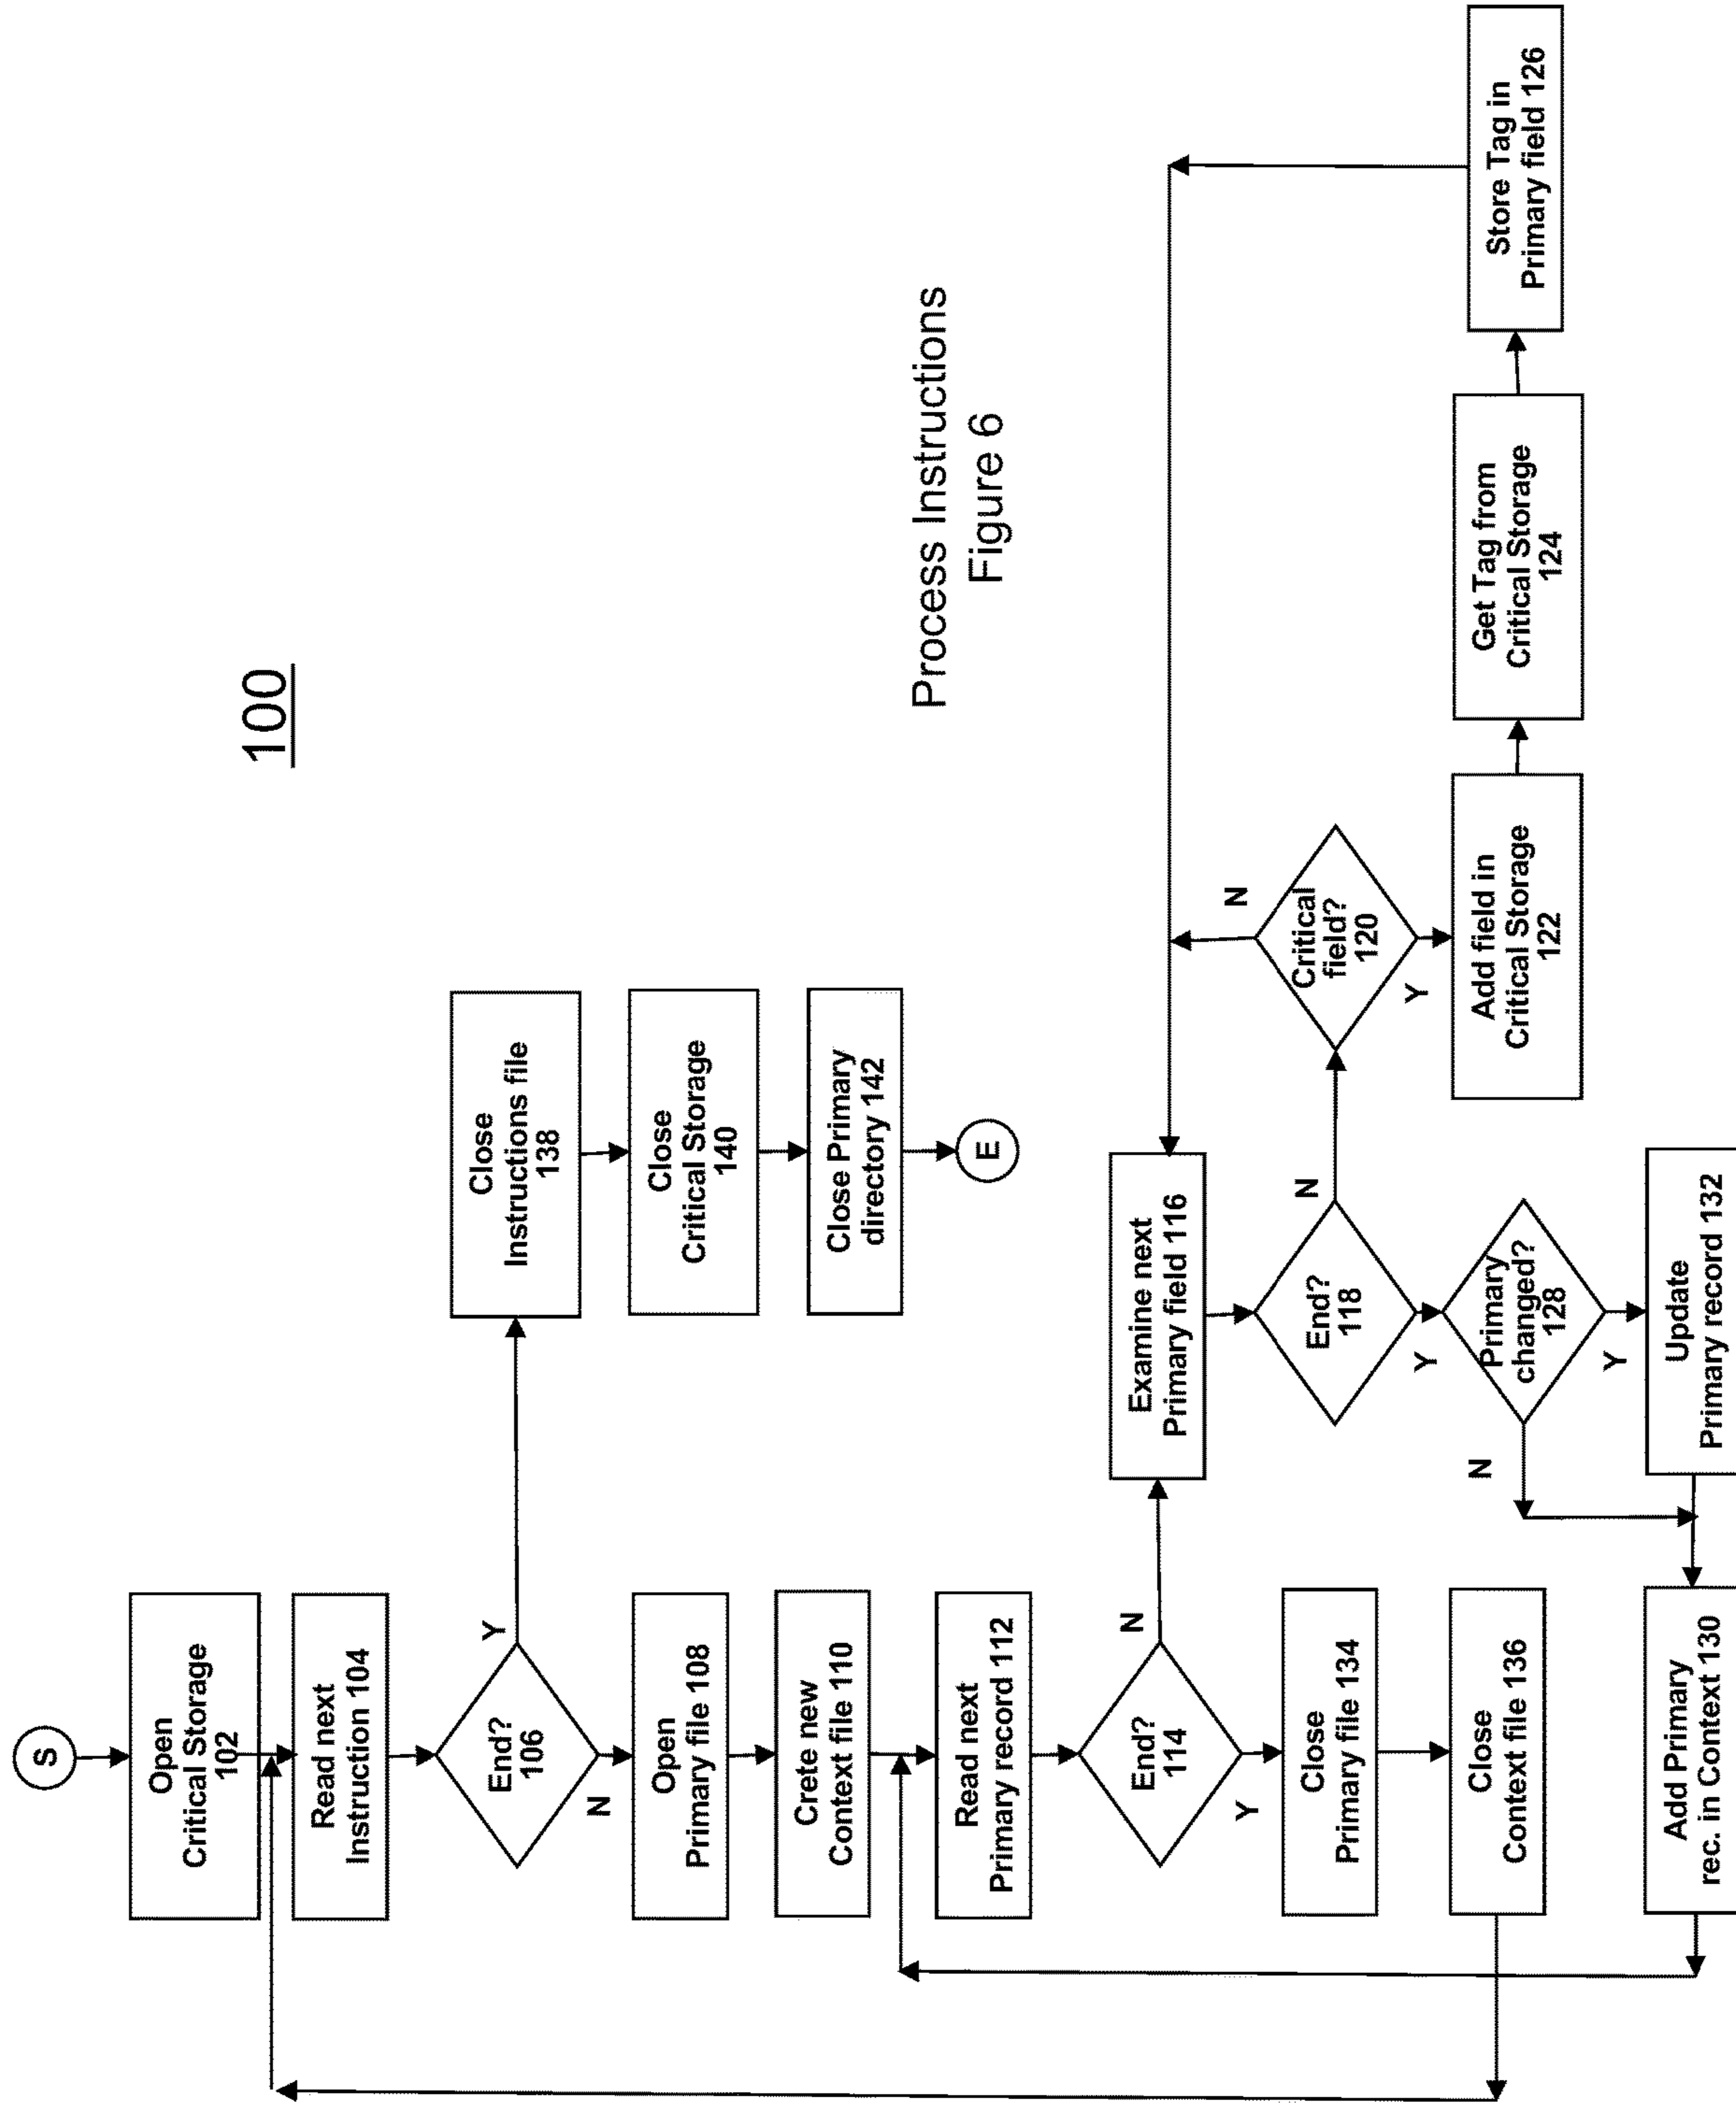 100
S
Open
Critical Storage
102
Read next
Instruction 104
End?
106
Y
N
Close
Instructions file
138
Close
Critical Storage
140
Close Primary
directory 142
E
Open
Primary file 108
Crete new
Context file 110
Read next
Primary record 112
End?
114
N
Y
Close
Primary file 134
Close
Context file 136
Examine next
Primary field 116
End?
118
N
Y
Critical
field?
120
N
Y
Add field in
Critical Storage
122
Get Tag from
Critical Storage
124
Store Tag in
Primary field 126
Primary
changed?
128
N
Y
Update
Primary record 132
Add Primary
rec. in Context 130
Process Instructions
Figure 6